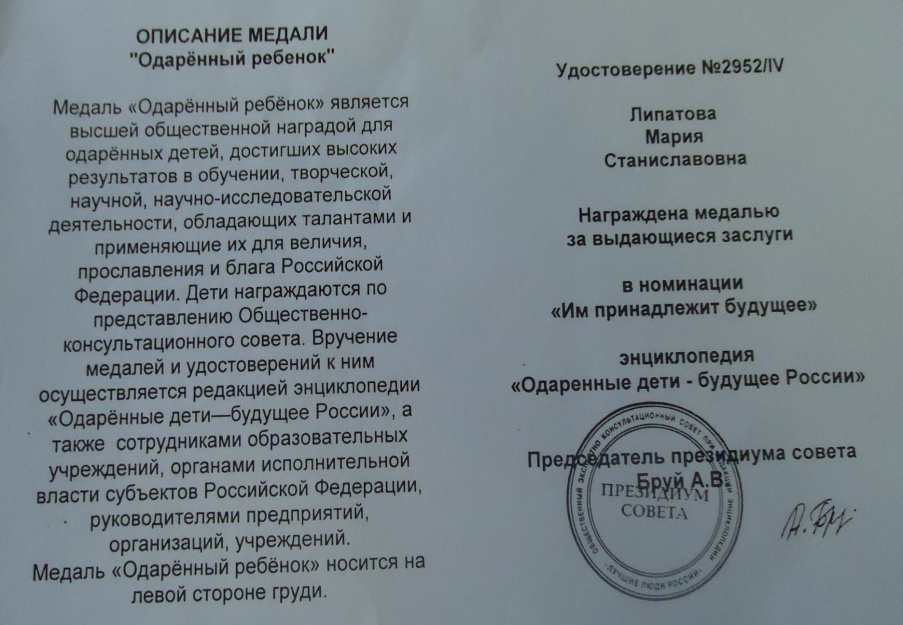 ОПИСАНИЕ МЕДАЛИ
"Одарённый ребенок"
Медаль «Одарённый ребёнок» является
высшей общественной наградой для
одарённых детей, достигших высоких
результатов в обучении, творческой,
научной, научно-исследовательской
деятельности, обладающих талантами и
применяющие их для величия,
прославления и блага Российской
Федерации. Дети награждаются по
представлению Общественно-
консультационного совета. Вручение
медалей и удостоверений к ним
осуществляется редакцией энциклопедии
«Одарённые дети—будущее России», а
также сотрудниками образовательных
учреждений, органами исполнительной
власти субъектов Российской Федерации,
руководителями предприятий,
организаций, учреждений.
Медаль «Одарённый ребёнок» носится на
левой стороне груди.
Удостоверение №2952/IV
Липатова
Мария
Станиславовна
Награждена медалью
за выдающиеся заслуги
в номинации
«Им принадлежит будущее»
энциклопедия
«Одаренные дети - будущее России»
Председатель президиума совета
Бруй А.В.
ПРЕЗИДИУМ
СОВЕТА
ОБЩЕСТВЕННЫЙ ЭКСПЕРТНО КОНСУЛЬТАЦИОННЫЙ СОВЕТ ПРИ РЕДАКЦИИ ЭНЦИКЛОПЕДИИ
"ЛУЧШИЕ ЛЮДИ РОССИИ"